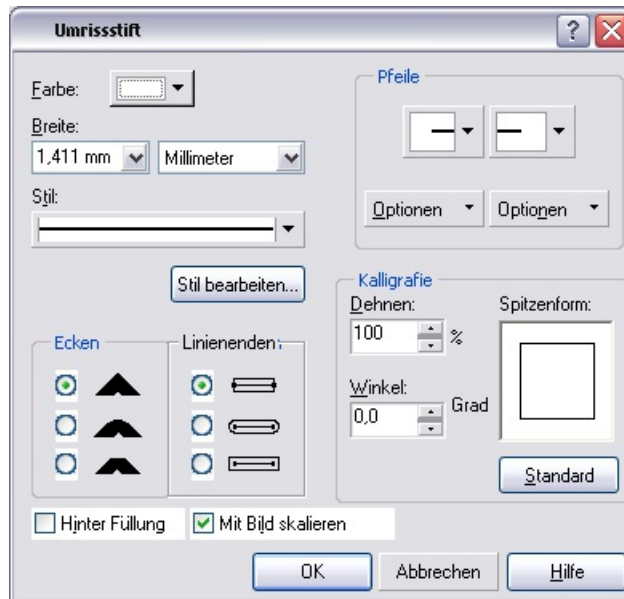 Umrissstift
Farbe:
Breite:
1,411 mm Millimeter
Stil:
Stil bearbeiten...
Pfeile
Optionen Optionen
Ecken
Linienenden
Kalligrafie
Dehnen:
100 %
Winkel:
0,0 Grad
Spitzenform:
Standard
Hinter Füllung
Mit Bild skalieren
OK Abbrechen Hilfe